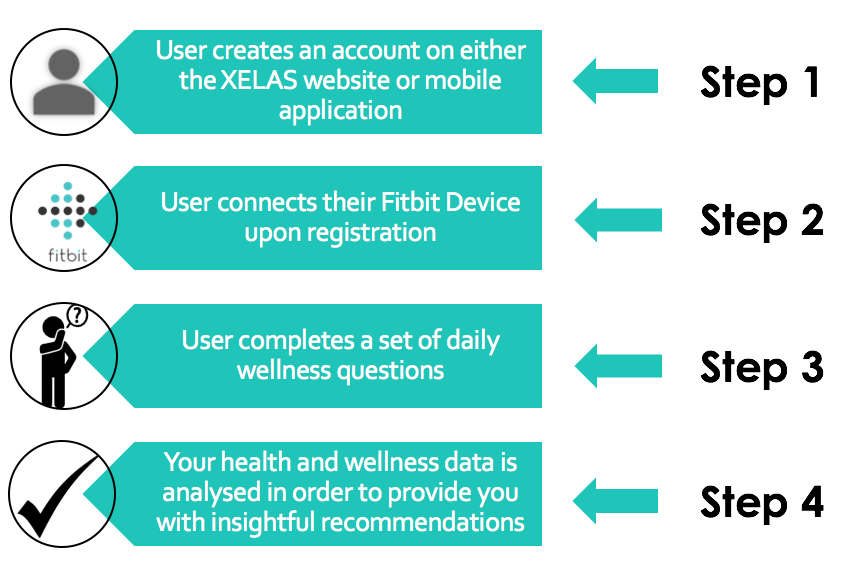 User creates an account on either
the XELAS website or mobile
application
Step 1
fitbit
User connects their Fitbit Device
upon registration
Step 2
?
User completes a set of daily
wellness questions
Step 3
Your health and wellness data is
analysed in order to provide you
with insightful recommendations
Step 4